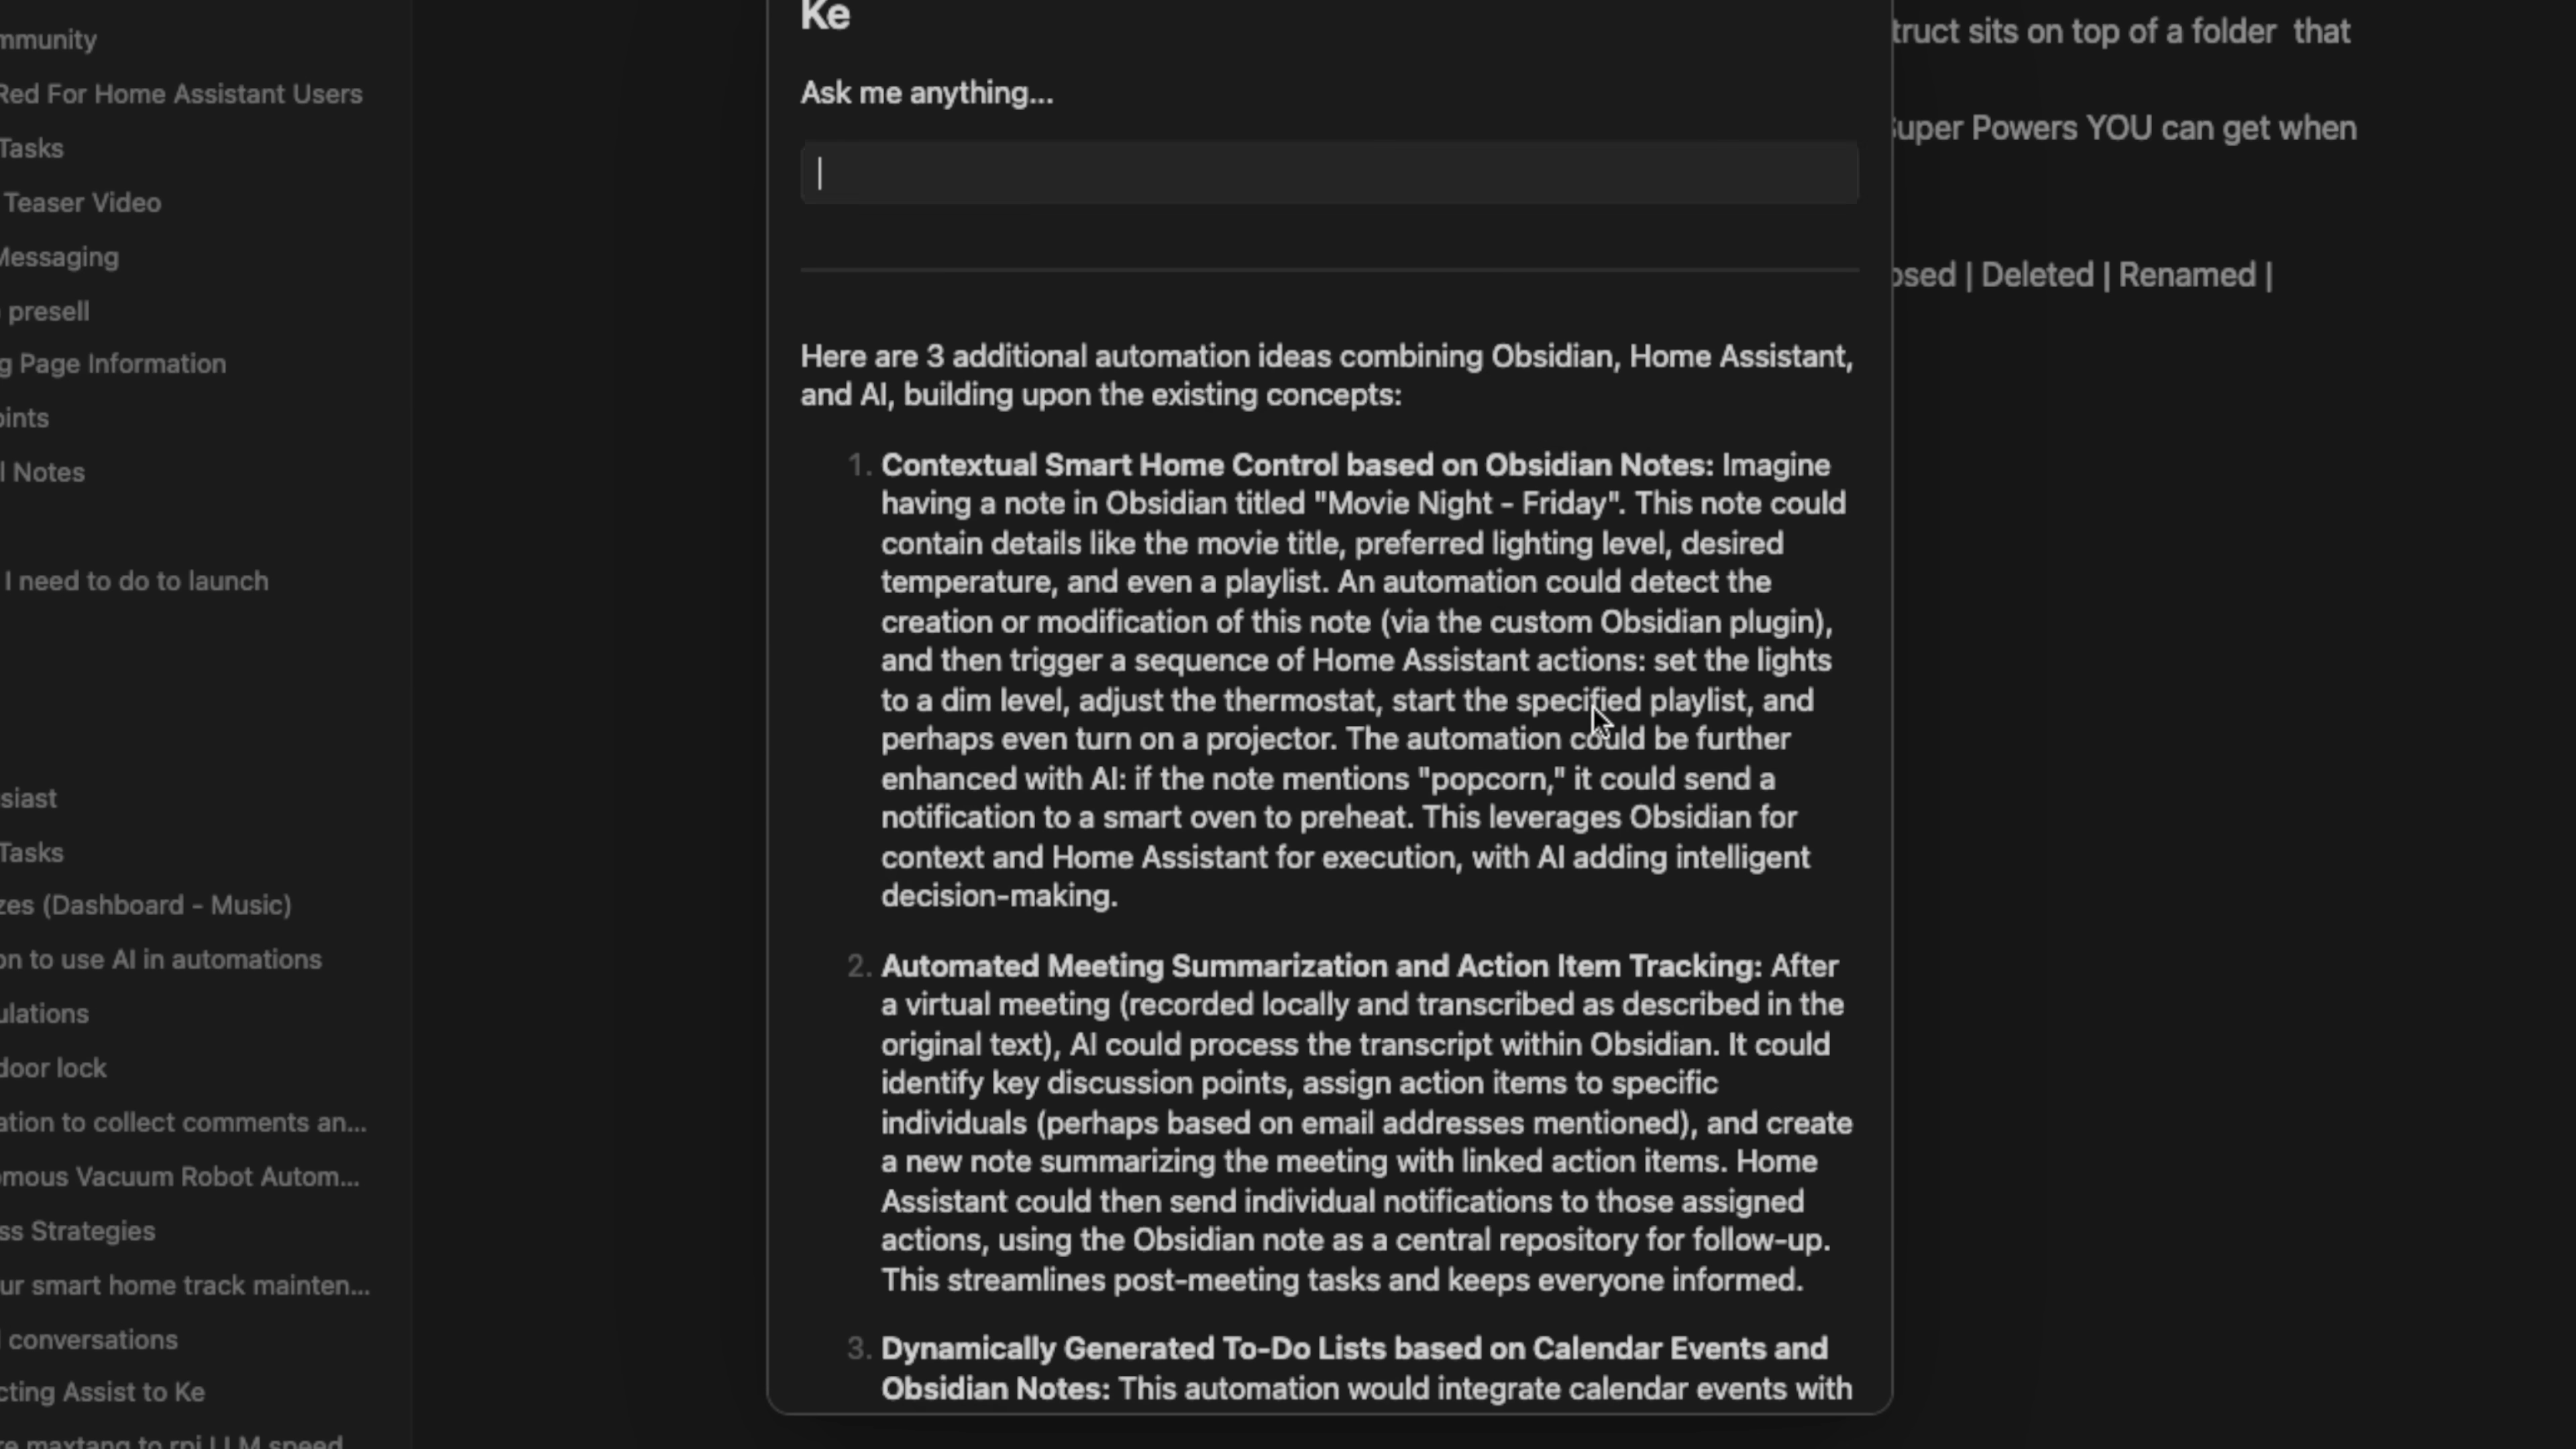 mmunity
Red For Home Assistant Users
Tasks
Teaser Video
Messaging
presell
g Page Information
oints
l Notes
I need to do to launch
siast
Tasks
zes (Dashboard - Music)
on to use AI in automations
ulations
door lock
ation to collect comments an...
omous Vacuum Robot Autom...
ss Strategies
ur smart home track mainten...
conversations
cting Assist to Ke
re maxtang to rpi LLM speed
Ke
Ask me anything...
Here are 3 additional automation ideas combining Obsidian, Home Assistant,
and AI, building upon the existing concepts:
1. Contextual Smart Home Control based on Obsidian Notes: Imagine
having a note in Obsidian titled "Movie Night - Friday". This note could
contain details like the movie title, preferred lighting level, desired
temperature, and even a playlist. An automation could detect the
creation or modification of this note (via the custom Obsidian plugin),
and then trigger a sequence of Home Assistant actions: set the lights
to a dim level, adjust the thermostat, start the specified playlist, and
perhaps even turn on a projector. The automation could be further
enhanced with AI: if the note mentions "popcorn," it could send a
notification to a smart oven to preheat. This leverages Obsidian for
context and Home Assistant for execution, with AI adding intelligent
decision-making.
2. Automated Meeting Summarization and Action Item Tracking: After
a virtual meeting (recorded locally and transcribed as described in the
original text), AI could process the transcript within Obsidian. It could
identify key discussion points, assign action items to specific
individuals (perhaps based on email addresses mentioned), and create
a new note summarizing the meeting with linked action items. Home
Assistant could then send individual notifications to those assigned
actions, using the Obsidian note as a central repository for follow-up.
This streamlines post-meeting tasks and keeps everyone informed.
3. Dynamically Generated To-Do Lists based on Calendar Events and
Obsidian Notes: This automation would integrate calendar events with
truct sits on top of a folder that
Super Powers YOU can get when
osed | Deleted | Renamed |